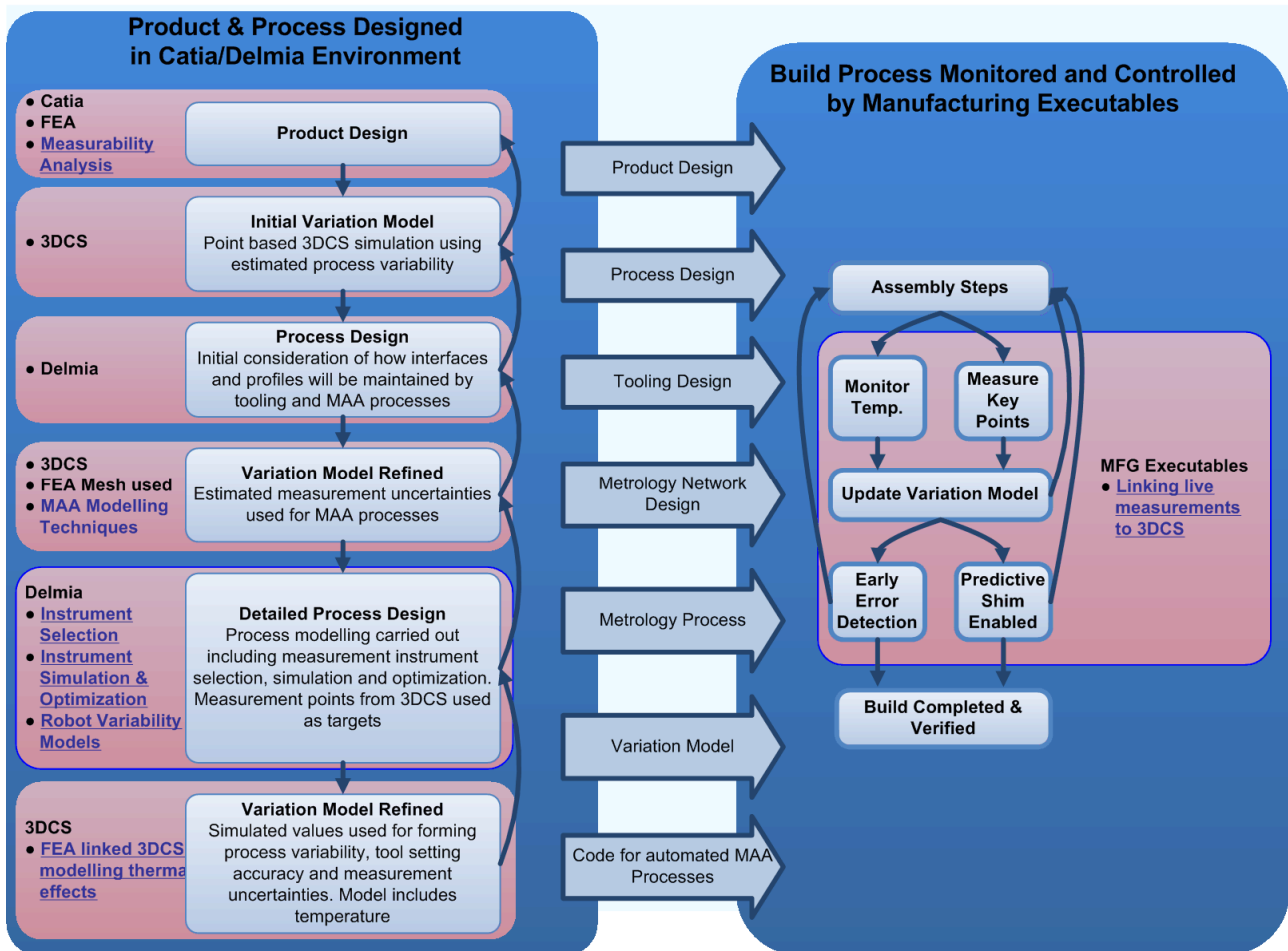 Product & Process Designed
in Catia/Delmia Environment
● Catia
● FEA
● Measurability
Analysis
Product Design
● 3DCS
Initial Variation Model
Point based 3DCS simulation using
estimated process variability
● Delmia
Process Design
Initial consideration of how interfaces
and profiles will be maintained by
tooling and MAA processes
● 3DCS
● FEA Mesh used
● MAA Modelling
Techniques
Variation Model Refined
Estimated measurement uncertainties
used for MAA processes
Delmia
● Instrument
Selection
● Instrument
Simulation &
Optimization
● Robot Variability
Models
Detailed Process Design
Process modelling carried out
including measurement instrument
selection, simulation and optimization.
Measurement points from 3DCS used
as targets
3DCS
● FEA linked 3DCS
modelling therma
effects
Variation Model Refined
Simulated values used for forming
process variability, tool setting
accuracy and measurement
uncertainties. Model includes
temperature
Product Design
Process Design
Tooling Design
Metrology Network
Design
Metrology Process
Variation Model
Code for automated MAA
Processes
Build Process Monitored and Controlled
by Manufacturing Executables
Assembly Steps
Monitor
Temp.
Measure
Key
Points
Update Variation Model
Early
Error
Detection
Predictive
Shim
Enabled
Build Completed &
Verified
MFG Executables
● Linking live
measurements
to 3DCS